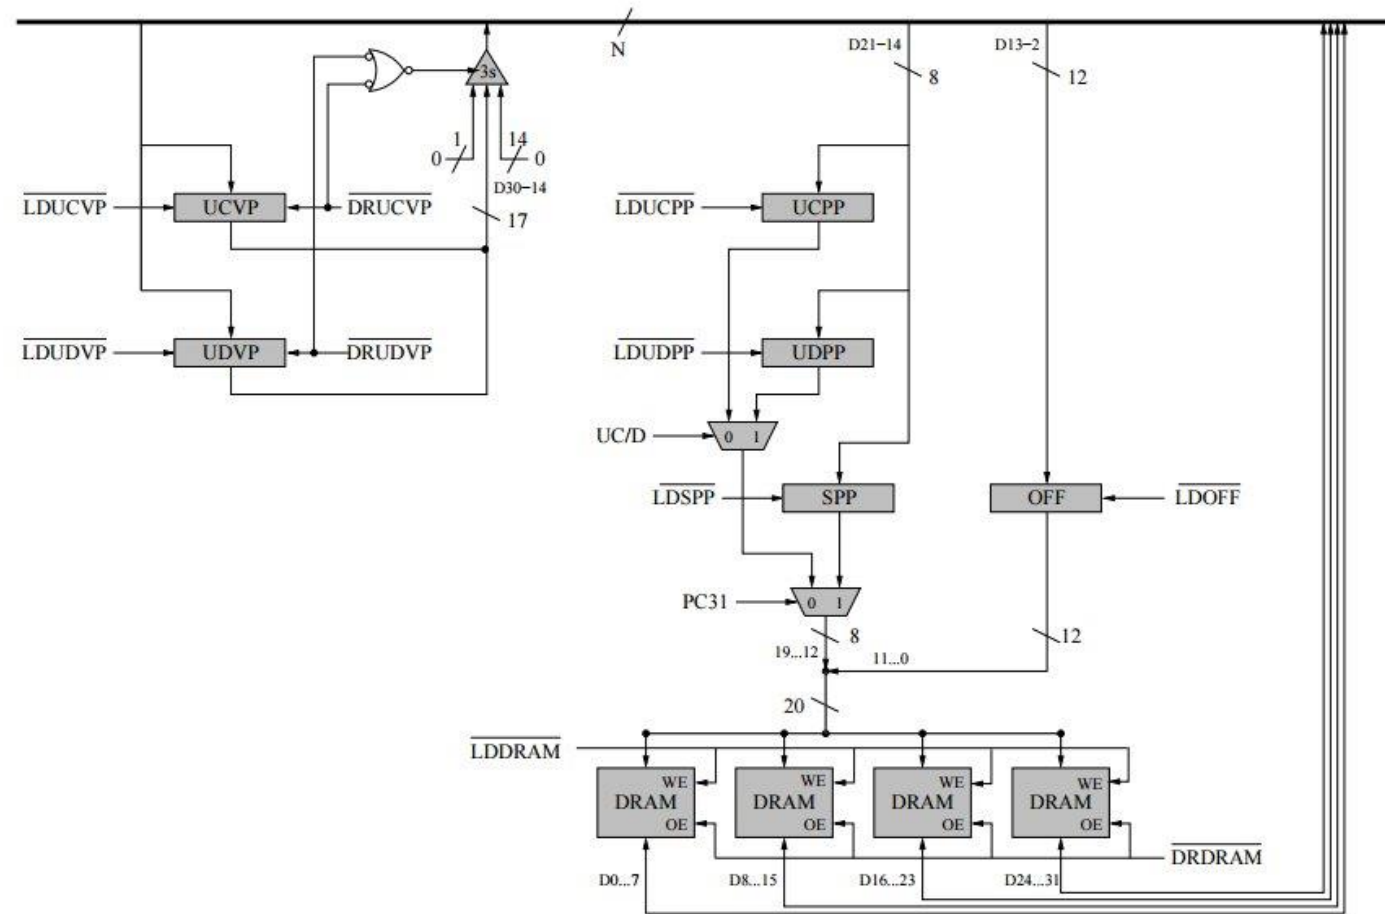 N
D21−14
8
D13−2
12
3s
1
0
14
0
D30−14
17
LDUCVP
UCVP
DRUCVP
LDUCPP
UCPP
LDUDVP
UDVP
DRUDVP
LDUDPP
UDPP
UC/D
0 1
LDSPP
SPP
OFF
LDOFF
PC31
0 1
8
12
19...12
11...0
20
LDDRAM
WE
DRAM
OE
WE
DRAM
OE
WE
DRAM
OE
WE
DRAM
OE
DRDRAM
D0...7
D8...15
D16...23
D24...31